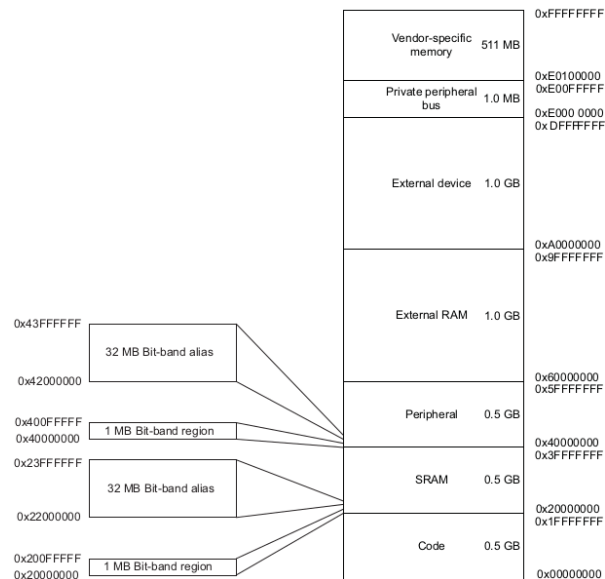 0xFFFFFFFF
Vendor-specific
memory
511 MB
0xE0100000
0xE00FFFFF
Private peripheral
bus
1.0 MB
0xE000 0000
0x DFFFFFFF
External device
1.0 GB
0xA0000000
0x9FFFFFFF
External RAM
1.0 GB
0x60000000
0x5FFFFFFF
0x43FFFFFF
32 MB Bit-band alias
0x42000000
0x400FFFFF
1 MB Bit-band region
0x40000000
Peripheral
0.5 GB
0x40000000
0x3FFFFFFF
0x23FFFFFF
32 MB Bit-band alias
0x22000000
SRAM
0.5 GB
0x20000000
0x1FFFFFFF
0x200FFFFF
1 MB Bit-band region
0x20000000
Code
0.5 GB
0x00000000